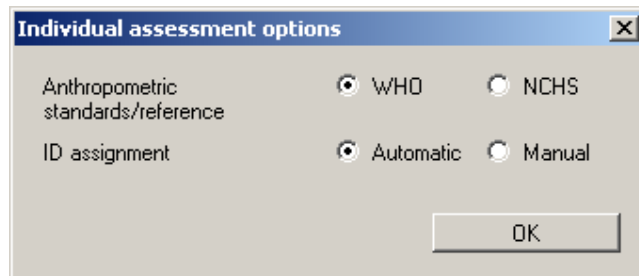 Individual assessment options
Anthropometric
standards/reference
WHO
NCHS
ID assignment
Automatic
Manual
OK